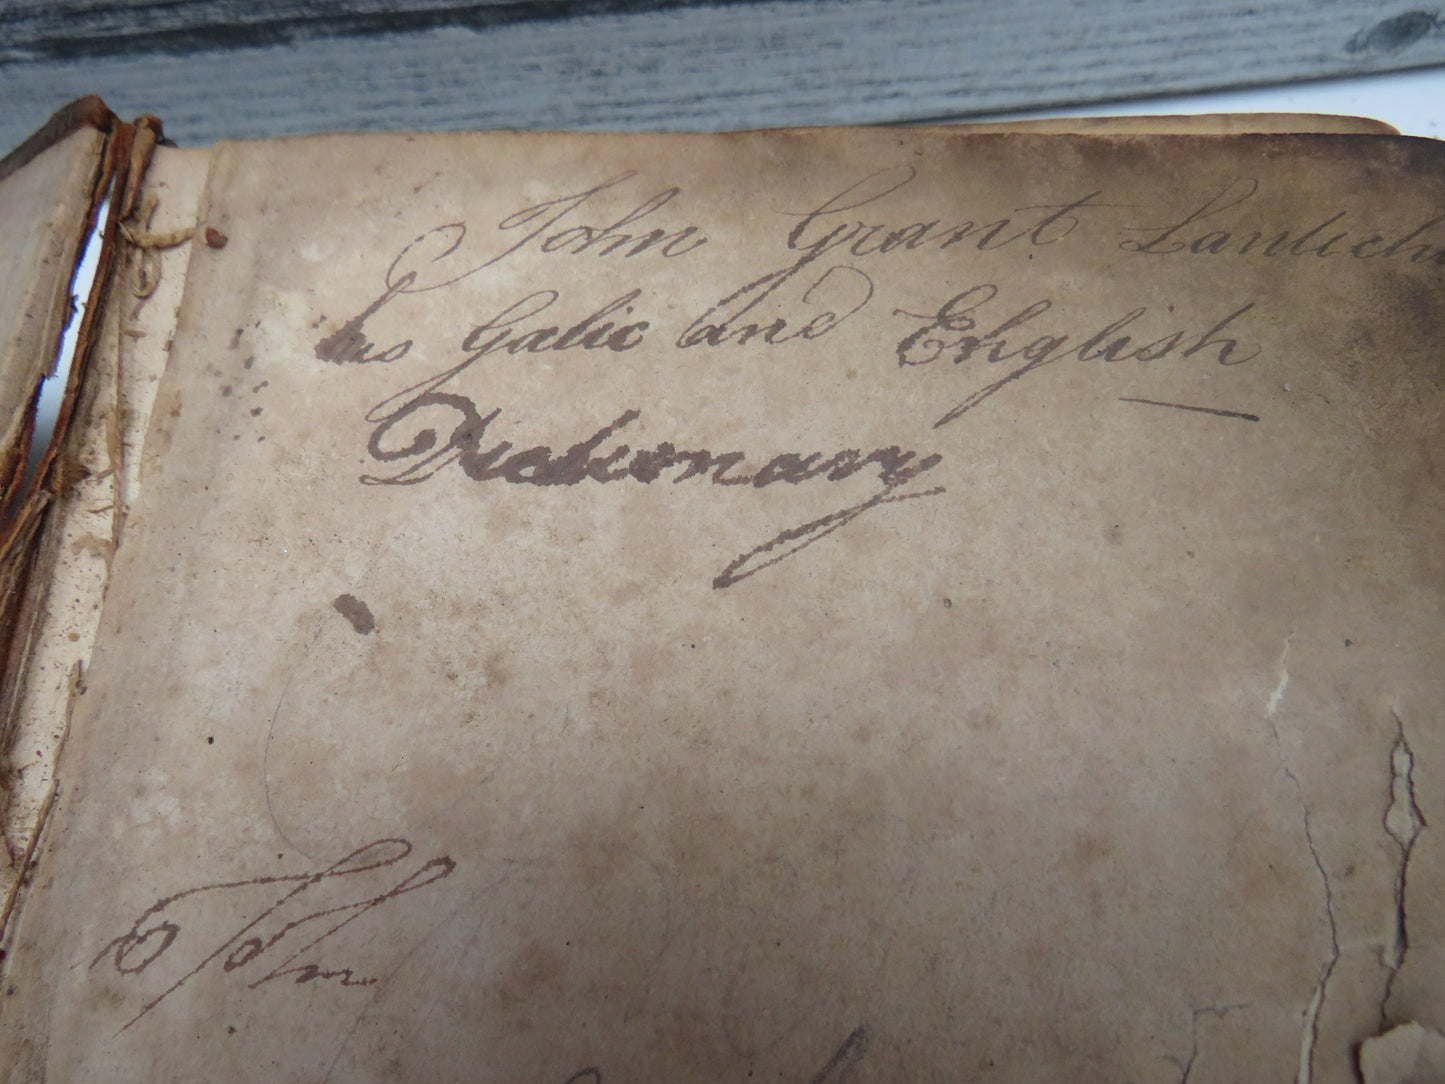 John Grant
his Galic and English
Dictionary
John